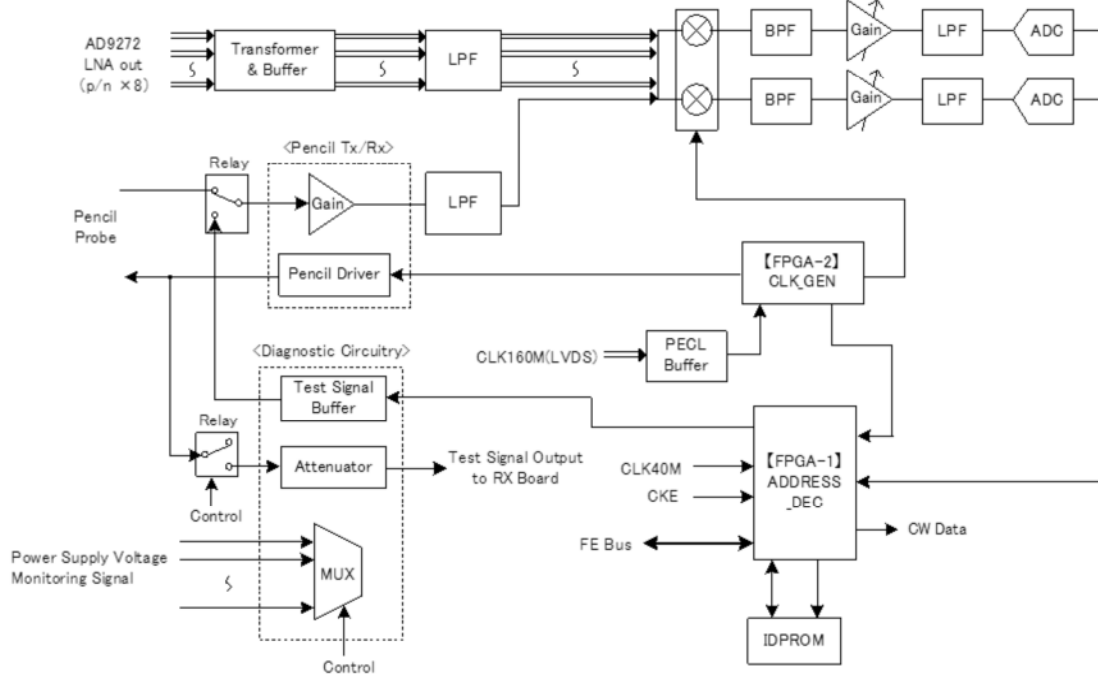 AD9272
LNA out
(p/n ×8)
Transformer
& Buffer
LPF
BPF
Gain
LPF
ADC
BPF
Gain
LPF
ADC
<Pencil Tx/Rx>
Relay
Gain
LPF
Pencil
Probe
Pencil Driver
【FPGA-2】
CLK_GEN
<Diagnostic Circuitry>
CLK160M(LVDS)
PECL
Buffer
Test Signal
Buffer
Relay
Attenuator
Test Signal Output
to RX Board
Control
CLK40M
CKE
【FPGA-1】
ADDRESS
_DEC
FE Bus
CW Data
Power Supply Voltage
Monitoring Signal
MUX
IDPROM
Control